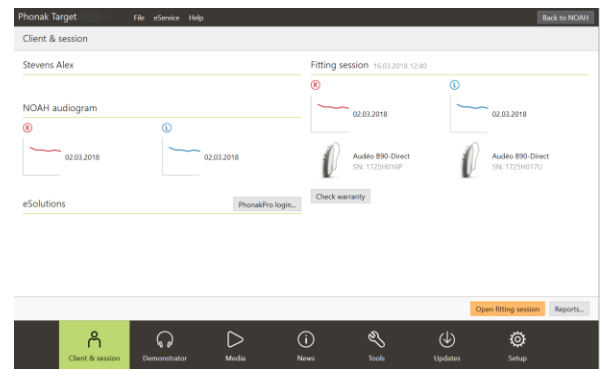 Phonak Target File eService Help Back to NOAH
Client & session
Stevens Alex
Fitting session 16.03.2018 12:40
R
L
02.03.2018
02.03.2018
NOAH audiogram
R
L
02.03.2018
02.03.2018
Audéo B90-Direct
SN: 1725H016P
Audéo B90-Direct
SN: 1725H017U
Check warranty
eSolutions
PhonakPro login...
Open fitting session
Reports...
Client & session
Demonstrator
Media
News
Tools
Updates
Setup